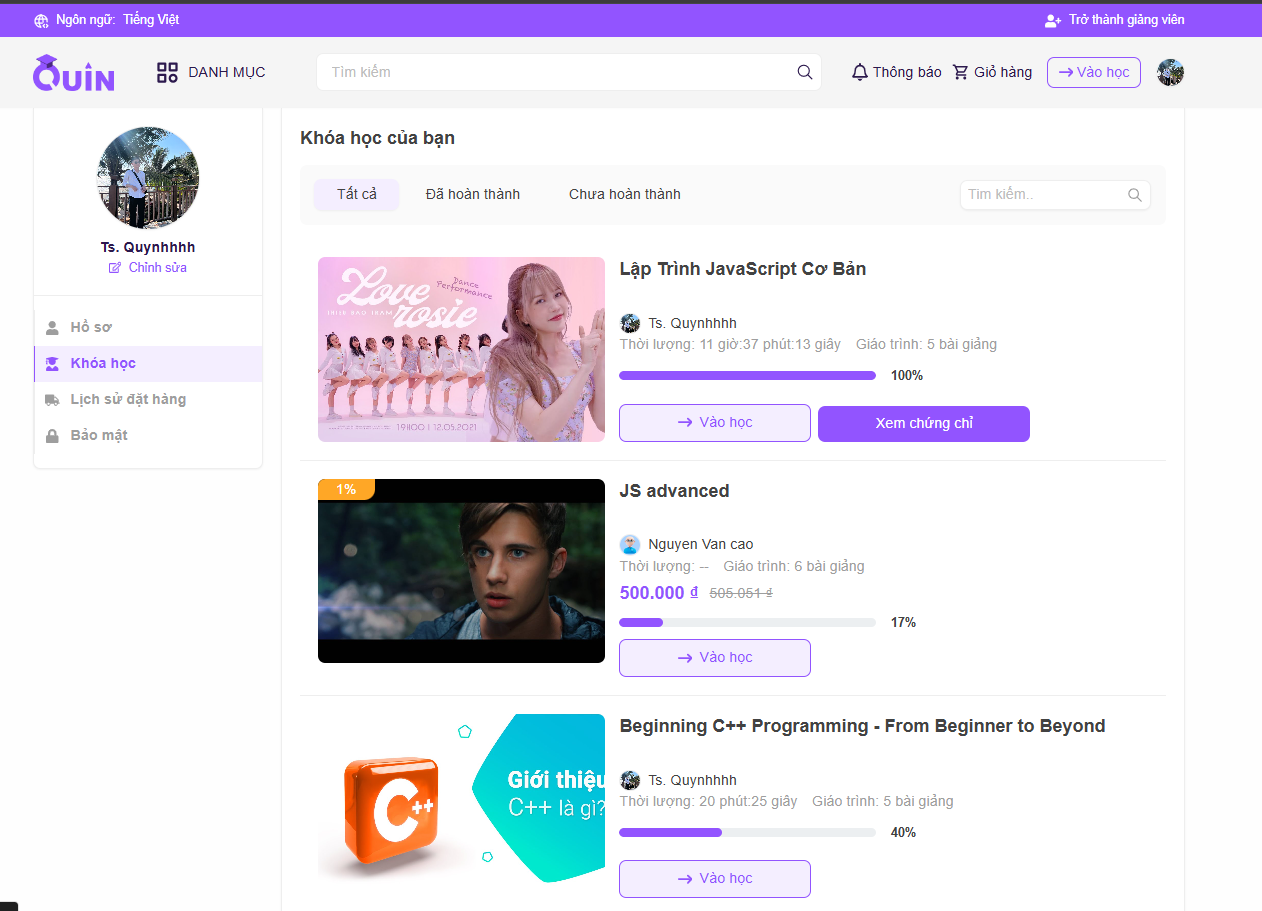 Ngôn ngữ: Tiếng Việt
Trở thành giảng viên
QUIN
DANH MỤC
Tìm kiếm
Thông báo
Giỏ hàng
Vào học
Ts. Quynhhhh
Chỉnh sửa
Hồ sơ
Khóa học
Lịch sử đặt hàng
Bảo mật
Khóa học của bạn
Tất cả
Đã hoàn thành
Chưa hoàn thành
Tìm kiếm..
Love
Dance
Performance
THIEU BAO TRAM
rosie
19H00 | 12.05.2021
Lập Trình JavaScript Cơ Bản
Ts. Quynhhhh
Thời lượng: 11 giờ:37 phút:13 giây Giáo trình: 5 bài giảng
100%
Vào học
Xem chứng chỉ
1%
JS advanced
Nguyen Van cao
Thời lượng: -- Giáo trình: 6 bài giảng
500.000 ₫ 505.051 ₫
17%
Vào học
C++
Giới thiệu
C++ là gì?
Beginning C++ Programming - From Beginner to Beyond
Ts. Quynhhhh
Thời lượng: 20 phút:25 giây Giáo trình: 5 bài giảng
40%
Vào học